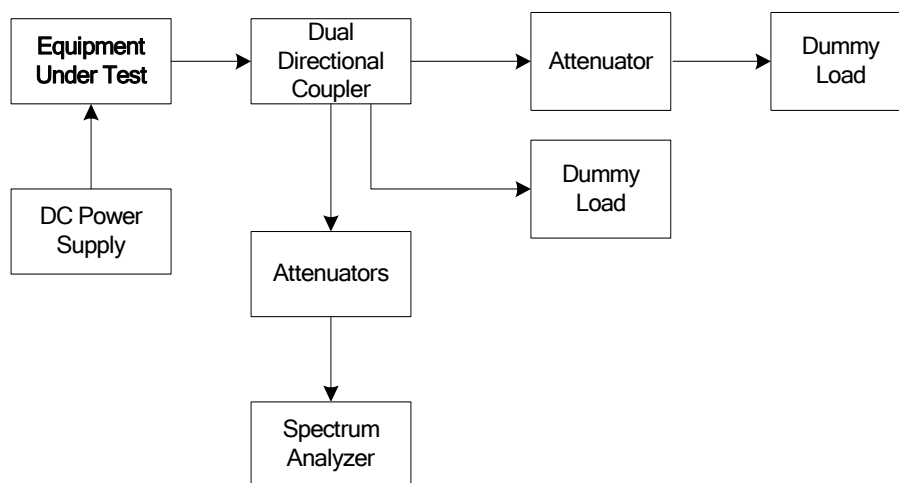 Equipment
Under Test
Dual
Directional
Coupler
Attenuator
Dummy
Load
DC Power
Supply
Dummy
Load
Attenuators
Spectrum
Analyzer